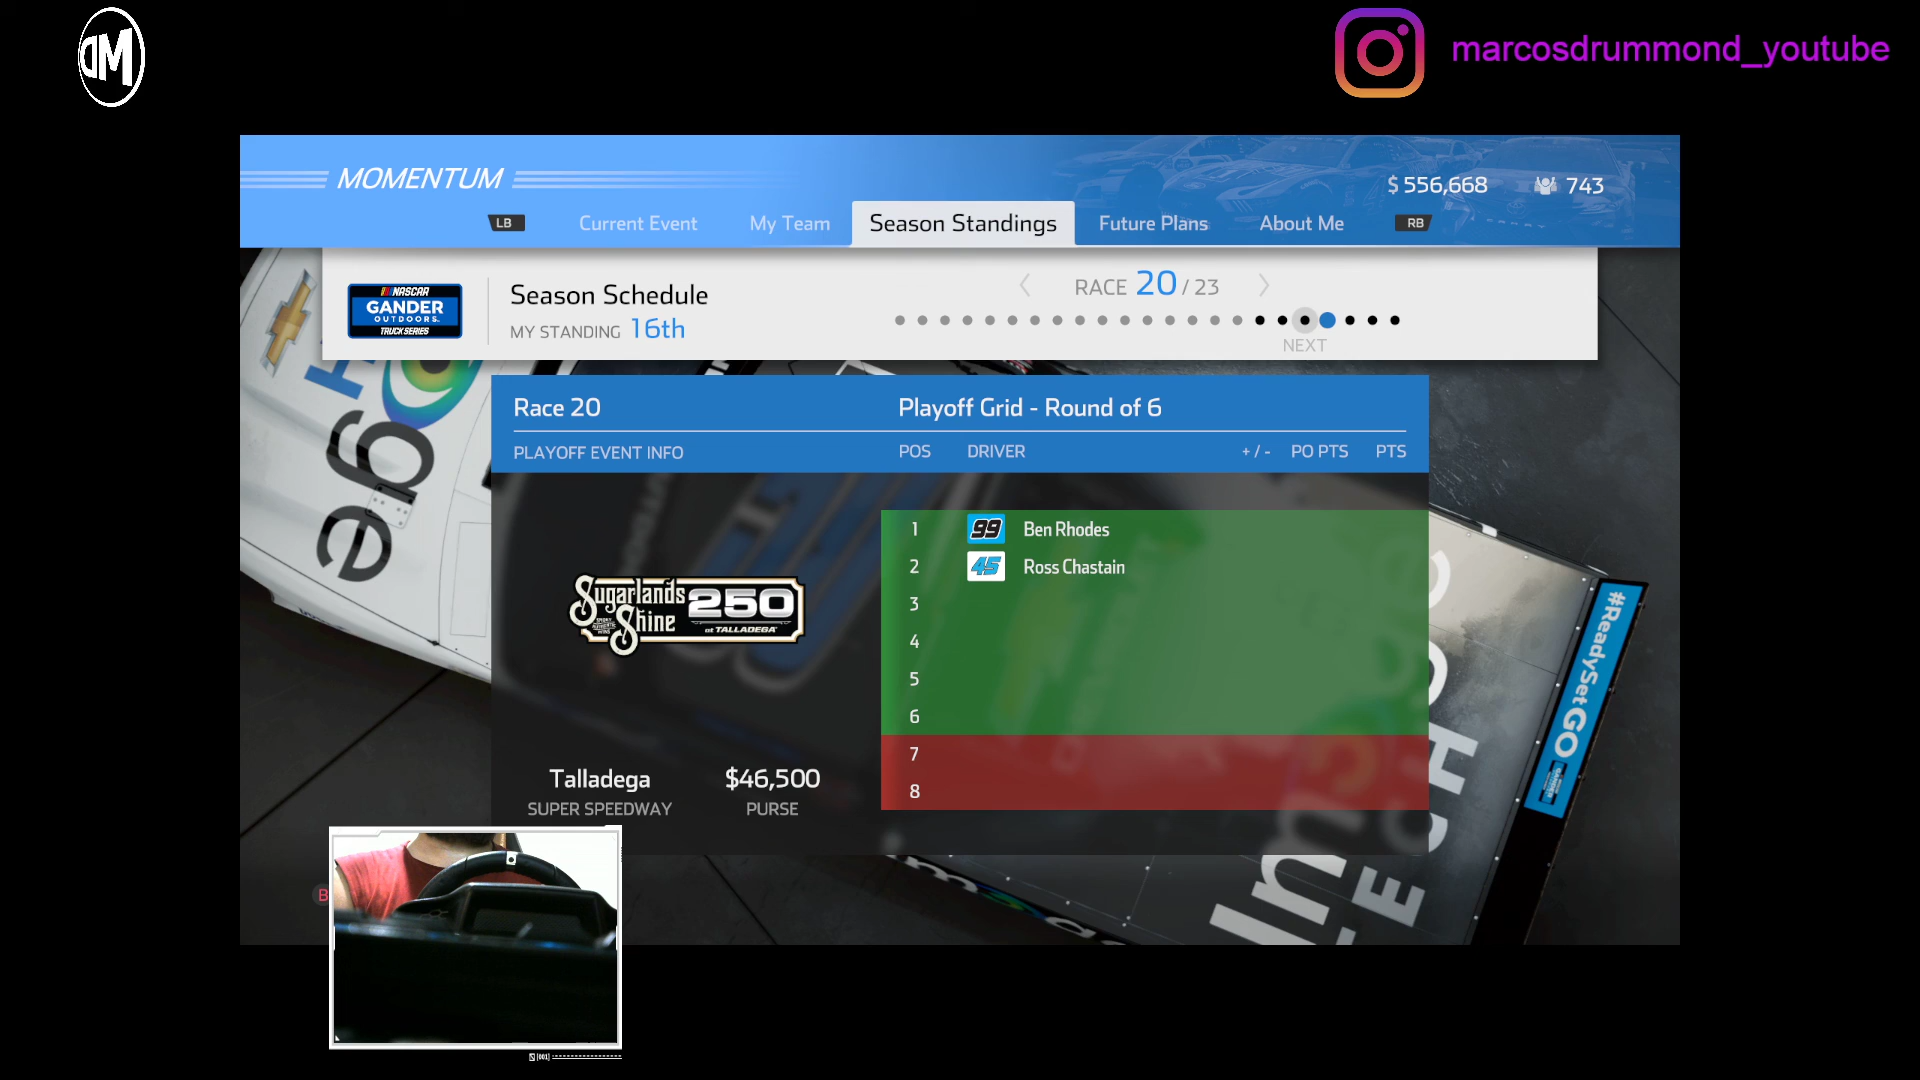 DM
marcosdrummond_youtube
MOMENTUM
$ 556,668
743
LB
Current Event
My Team
Season Standings
Future Plans
About Me
RB
NASCAR
GANDER
OUTDOORS
TRUCK SERIES
Season Schedule
MY STANDING 16th
RACE 20 / 23
NEXT
Race 20
Playoff Grid - Round of 6
PLAYOFF EVENT INFO
POS DRIVER + / - PO PTS PTS
1 99 Ben Rhodes
2 45 Ross Chastain
3
4
5
6
7
8
Sugarlands
Shine
250
at TALLADEGA
Talladega
SUPER SPEEDWAY
$46,500
PURSE
#ReadySetGO
B
[001]